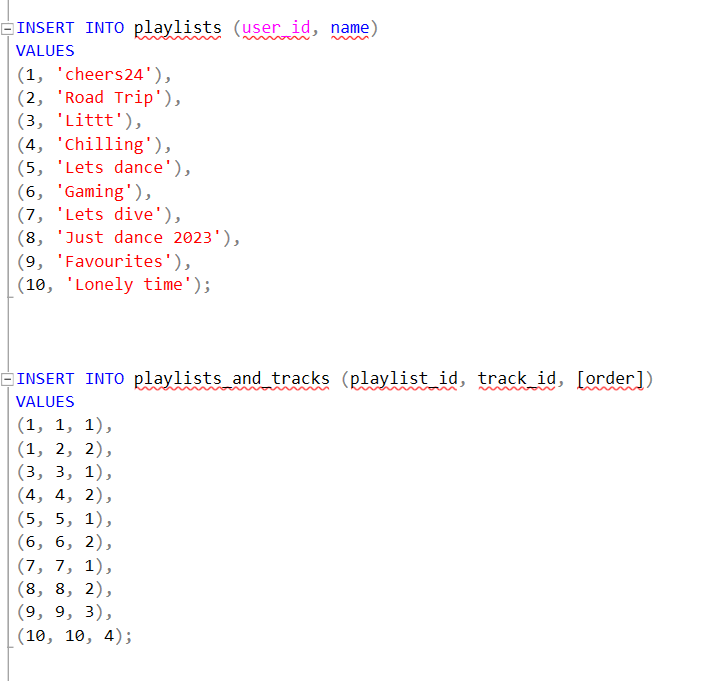 INSERT INTO playlists (user_id, name)
VALUES
(1, 'cheers24'),
(2, 'Road Trip'),
(3, 'Littt'),
(4, 'Chilling'),
(5, 'Lets dance'),
(6, 'Gaming'),
(7, 'Lets dive'),
(8, 'Just dance 2023'),
(9, 'Favourites'),
(10, 'Lonely time');
INSERT INTO playlists_and_tracks (playlist_id, track_id, [order])
VALUES
(1, 1, 1),
(1, 2, 2),
(3, 3, 1),
(4, 4, 2),
(5, 5, 1),
(6, 6, 2),
(7, 7, 1),
(8, 8, 2),
(9, 9, 3),
(10, 10, 4);